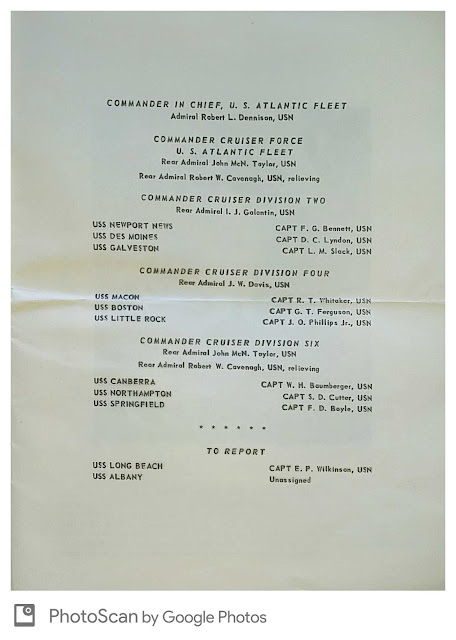 COMMANDER IN CHIEF, U. S. ATLANTIC FLEET
Admiral Robert L. Dennison, USN
COMMANDER CRUISER FORCE
U. S. ATLANTIC FLEET
Rear Admiral John McN. Taylor, USN
Rear Admiral Robert W. Cavenagh, USN, relieving
COMMANDER CRUISER DIVISION TWO
Rear Admiral I. J. Galantin, USN
USS NEWPORT NEWS CAPT F. G. Bennett, USN
USS DES MOINES CAPT D. C. Lyndon, USN
USS GALVESTON CAPT L. M. Slack, USN
COMMANDER CRUISER DIVISION FOUR
Rear Admiral J. W. Davis, USN
USS MACON CAPT R. T. Whitaker, USN
USS BOSTON CAPT G. T. Ferguson, USN
USS LITTLE ROCK CAPT J. O. Phillips Jr., USN
COMMANDER CRUISER DIVISION SIX
Rear Admiral John McN. Taylor, USN
Rear Admiral Robert W. Cavenagh, USN, relieving
USS CANBERRA CAPT W. H. Baumberger, USN
USS NORTHAMPTON CAPT S. D. Cutter, USN
USS SPRINGFIELD CAPT F. D. Boyle, USN
* * * * * *
TO REPORT
USS LONG BEACH CAPT E. P. Wilkinson, USN
USS ALBANY Unassigned
PhotoScan by Google Photos